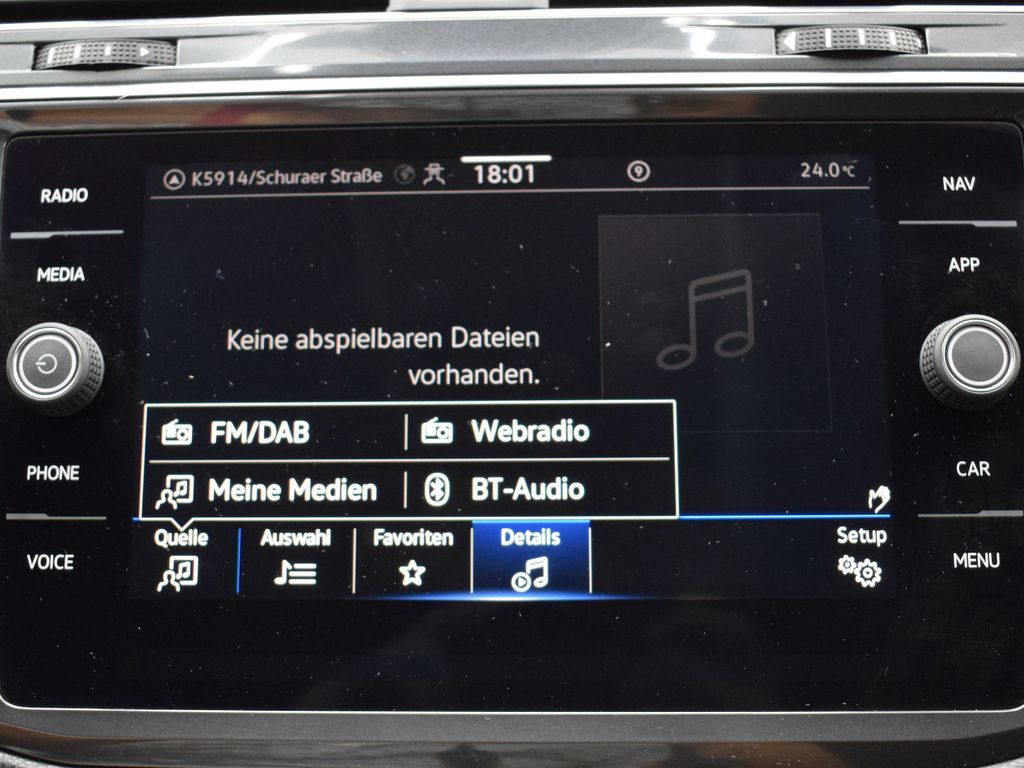 K5914/Schuraer Straße 18:01 9 24.0°C
RADIO
NAV
MEDIA
APP
Keine abspielbaren Dateien
vorhanden.
FM/DAB Webradio
Meine Medien BT-Audio
PHONE
CAR
Quelle Auswahl Favoriten Details Setup
VOICE
MENU